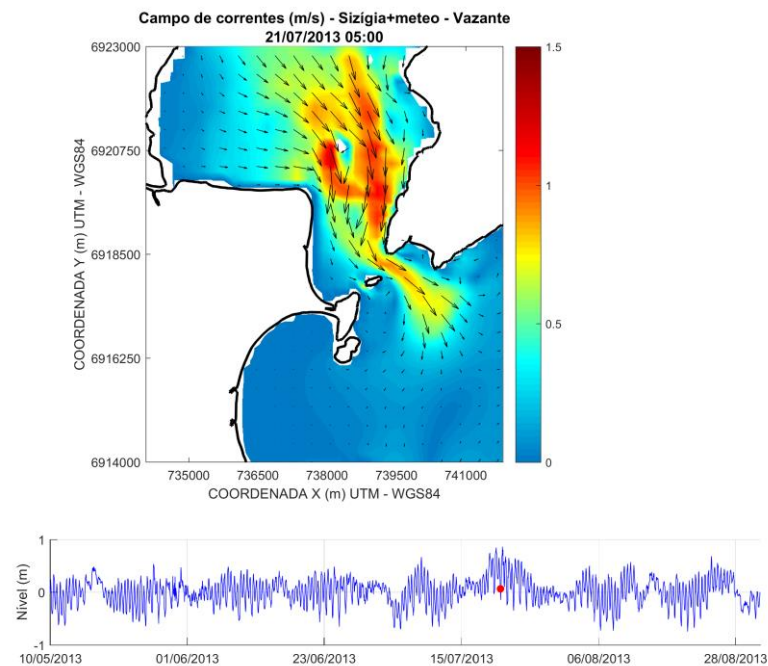 Campo de correntes (m/s) - Sizígia+meteo - Vazante
21/07/2013 05:00
6923000
6920750
6918500
6916250
6914000
COORDENADA Y (m) UTM - WGS84
735000 736500 738000 739500 741000
COORDENADA X (m) UTM - WGS84
1.5
1
0.5
0
Nível (m)
1
0
-1
10/05/2013 01/06/2013 23/06/2013 15/07/2013 06/08/2013 28/08/2013